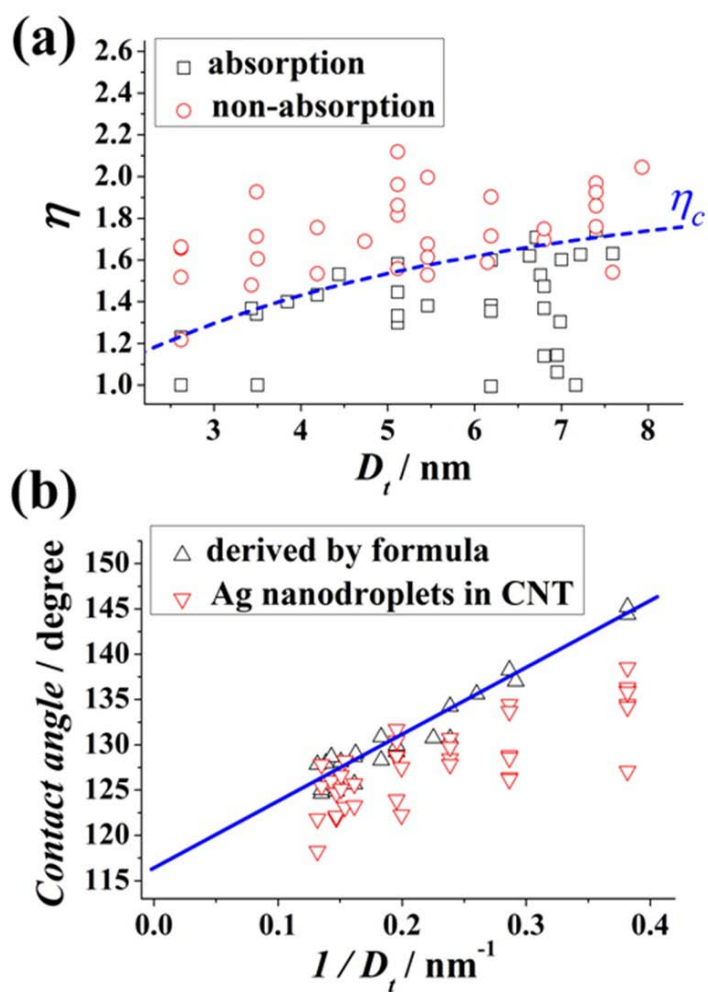 (a)
absorption
non-absorption
2.6
2.4
2.2
2.0
1.8
1.6
1.4
1.2
1.0
η
η_c
3 4 5 6 7 8
D_t / nm
(b)
derived by formula
Ag nanodroplets in CNT
150
145
140
135
130
125
120
115
Contact angle / degree
0.0 0.1 0.2 0.3 0.4
1 / D_t / nm⁻¹